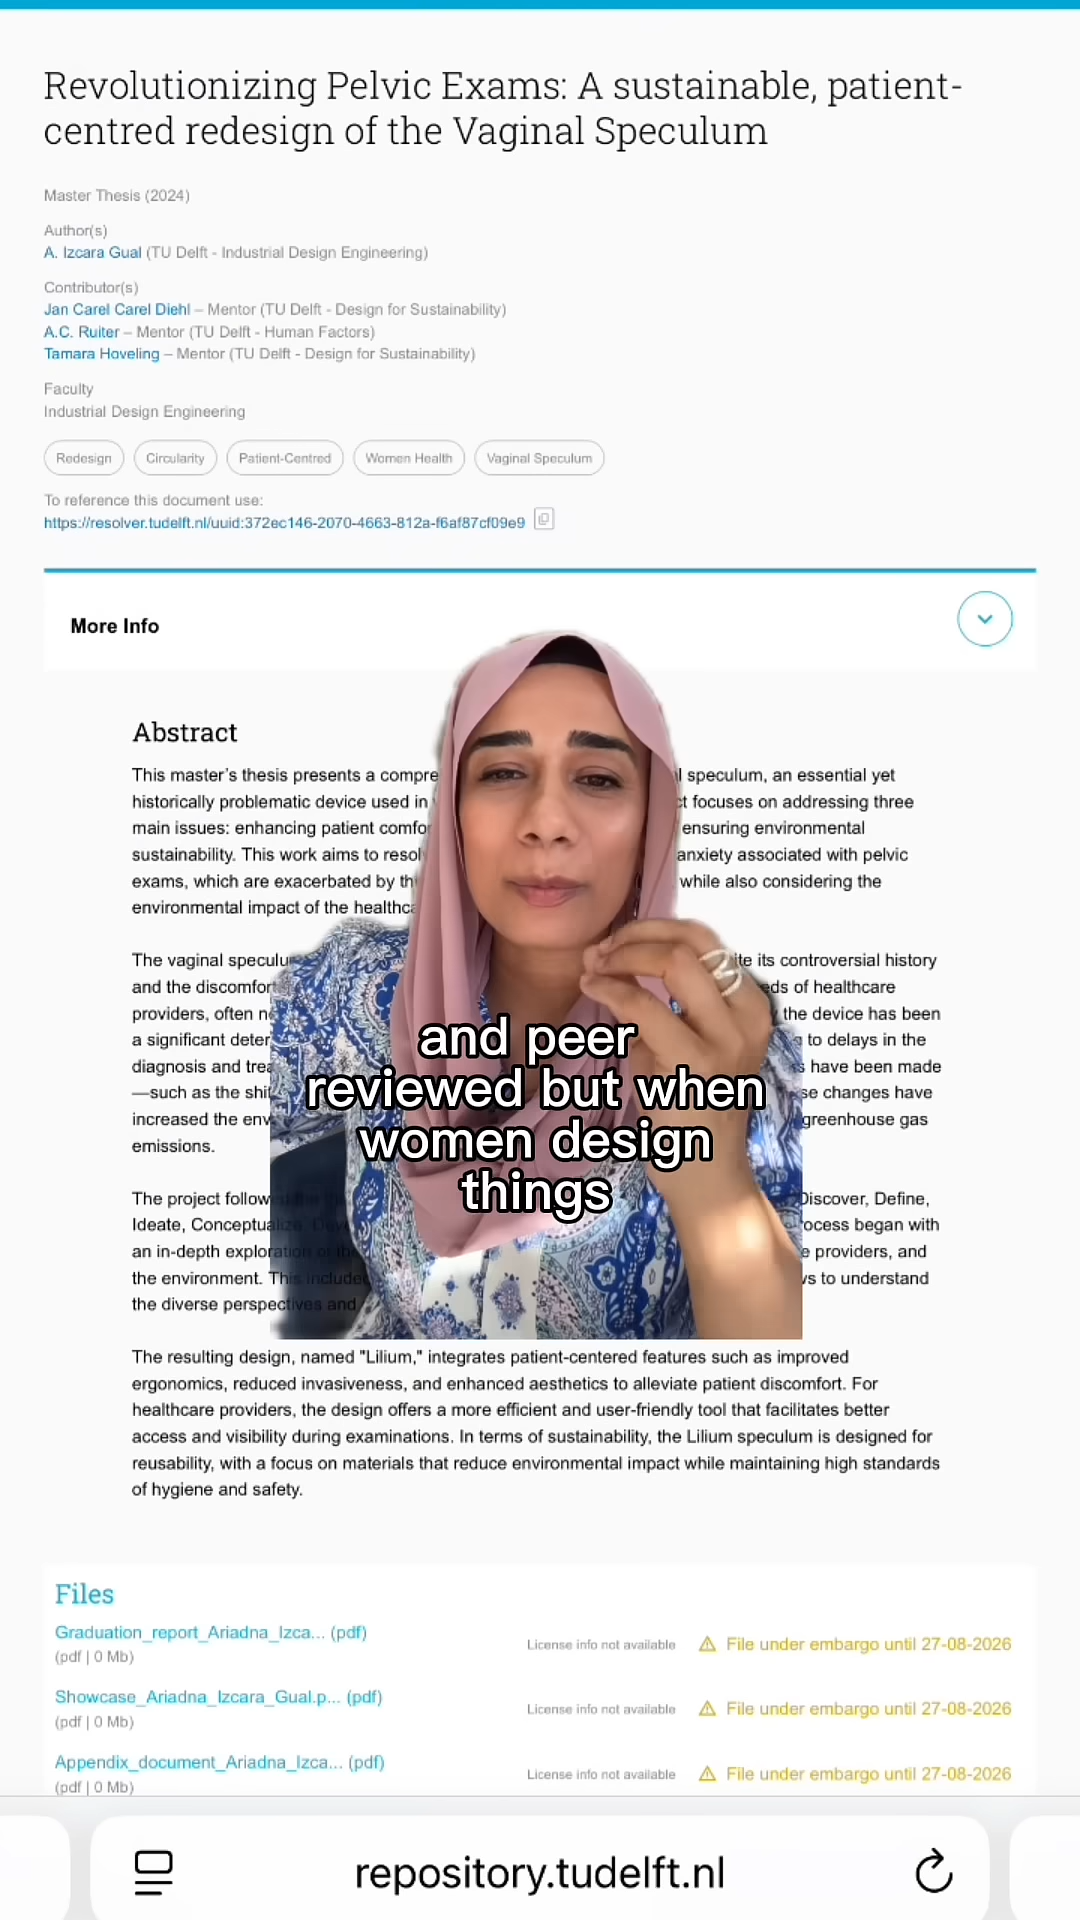 Revolutionizing Pelvic Exams: A sustainable, patient-
centred redesign of the Vaginal Speculum
Master Thesis (2024)
Author(s)
A. Izcara Gual (TU Delft - Industrial Design Engineering)
Contributor(s)
Jan Carel Carel Diehl – Mentor (TU Delft - Design for Sustainability)
A.C. Ruiter – Mentor (TU Delft - Human Factors)
Tamara Hoveling – Mentor (TU Delft - Design for Sustainability)
Faculty
Industrial Design Engineering
Redesign Circularity Patient-Centred Women Health Vaginal Speculum
To reference this document use:
https://resolver.tudelft.nl/uuid:372ec146-2070-4663-812a-f6af87cf09e9
More Info
Abstract
This master's thesis presents a compre speculum, an essential yet
historically problematic device used in focuses on addressing three
main issues: enhancing patient comfo ensuring environmental
sustainability. This work aims to resol anxiety associated with pelvic
exams, which are exacerbated by th while also considering the
environmental impact of the healthca
The vaginal speculu its controversial history
and the discomfor of healthcare
providers, often the device has been
a significant deter to delays in the
diagnosis and trea have been made
—such as the shi changes have
increased the env greenhouse gas
emissions.
The project follow Discover, Define,
Ideate, Conceptualize, Deve rocess began with
an in-depth exploration of the providers, and
the environment. This included to understand
the diverse perspectives and
and peer
reviewed but when
women design
things
The resulting design, named "Lilium," integrates patient-centered features such as improved
ergonomics, reduced invasiveness, and enhanced aesthetics to alleviate patient discomfort. For
healthcare providers, the design offers a more efficient and user-friendly tool that facilitates better
access and visibility during examinations. In terms of sustainability, the Lilium speculum is designed for
reusability, with a focus on materials that reduce environmental impact while maintaining high standards
of hygiene and safety.
Files
Graduation_report_Ariadna_Izca... (pdf)
(pdf | 0 Mb)
License info not available File under embargo until 27-08-2026
Showcase_Ariadna_Izcara_Gual.p... (pdf)
(pdf | 0 Mb)
License info not available File under embargo until 27-08-2026
Appendix_document_Ariadna_Izca... (pdf)
(pdf | 0 Mb)
License info not available File under embargo until 27-08-2026
repository.tudelft.nl